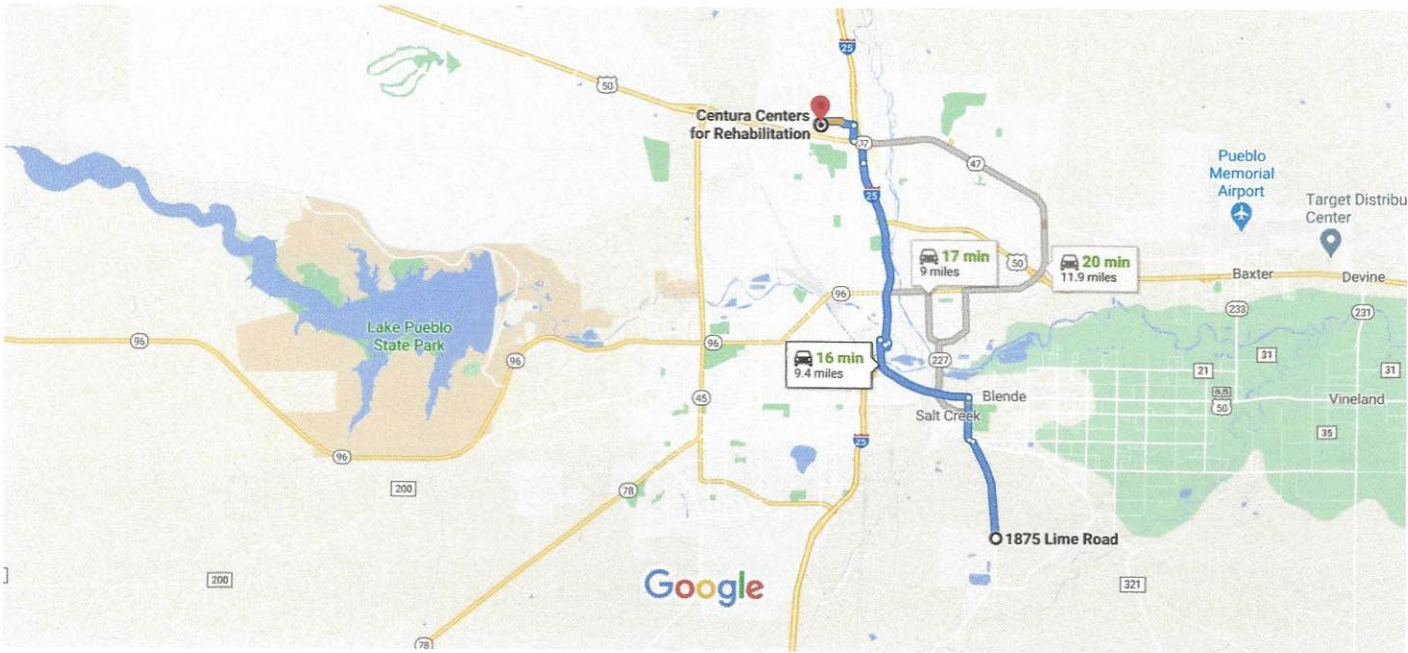 25
50
Centura Centers
for Rehabilitation
47
Pueblo
Memorial
Airport
Target Distribu
Center
25
17 min
9 miles
50
20 min
11.9 miles
Baxter
Devine
96
Lake Pueblo
State Park
233
231
96
96
96
16 min
9.4 miles
227
31
21
31
45
Blende
50
Vineland
Salt Creek
25
35
96
200
78
1875 Lime Road
200
Google
321
78